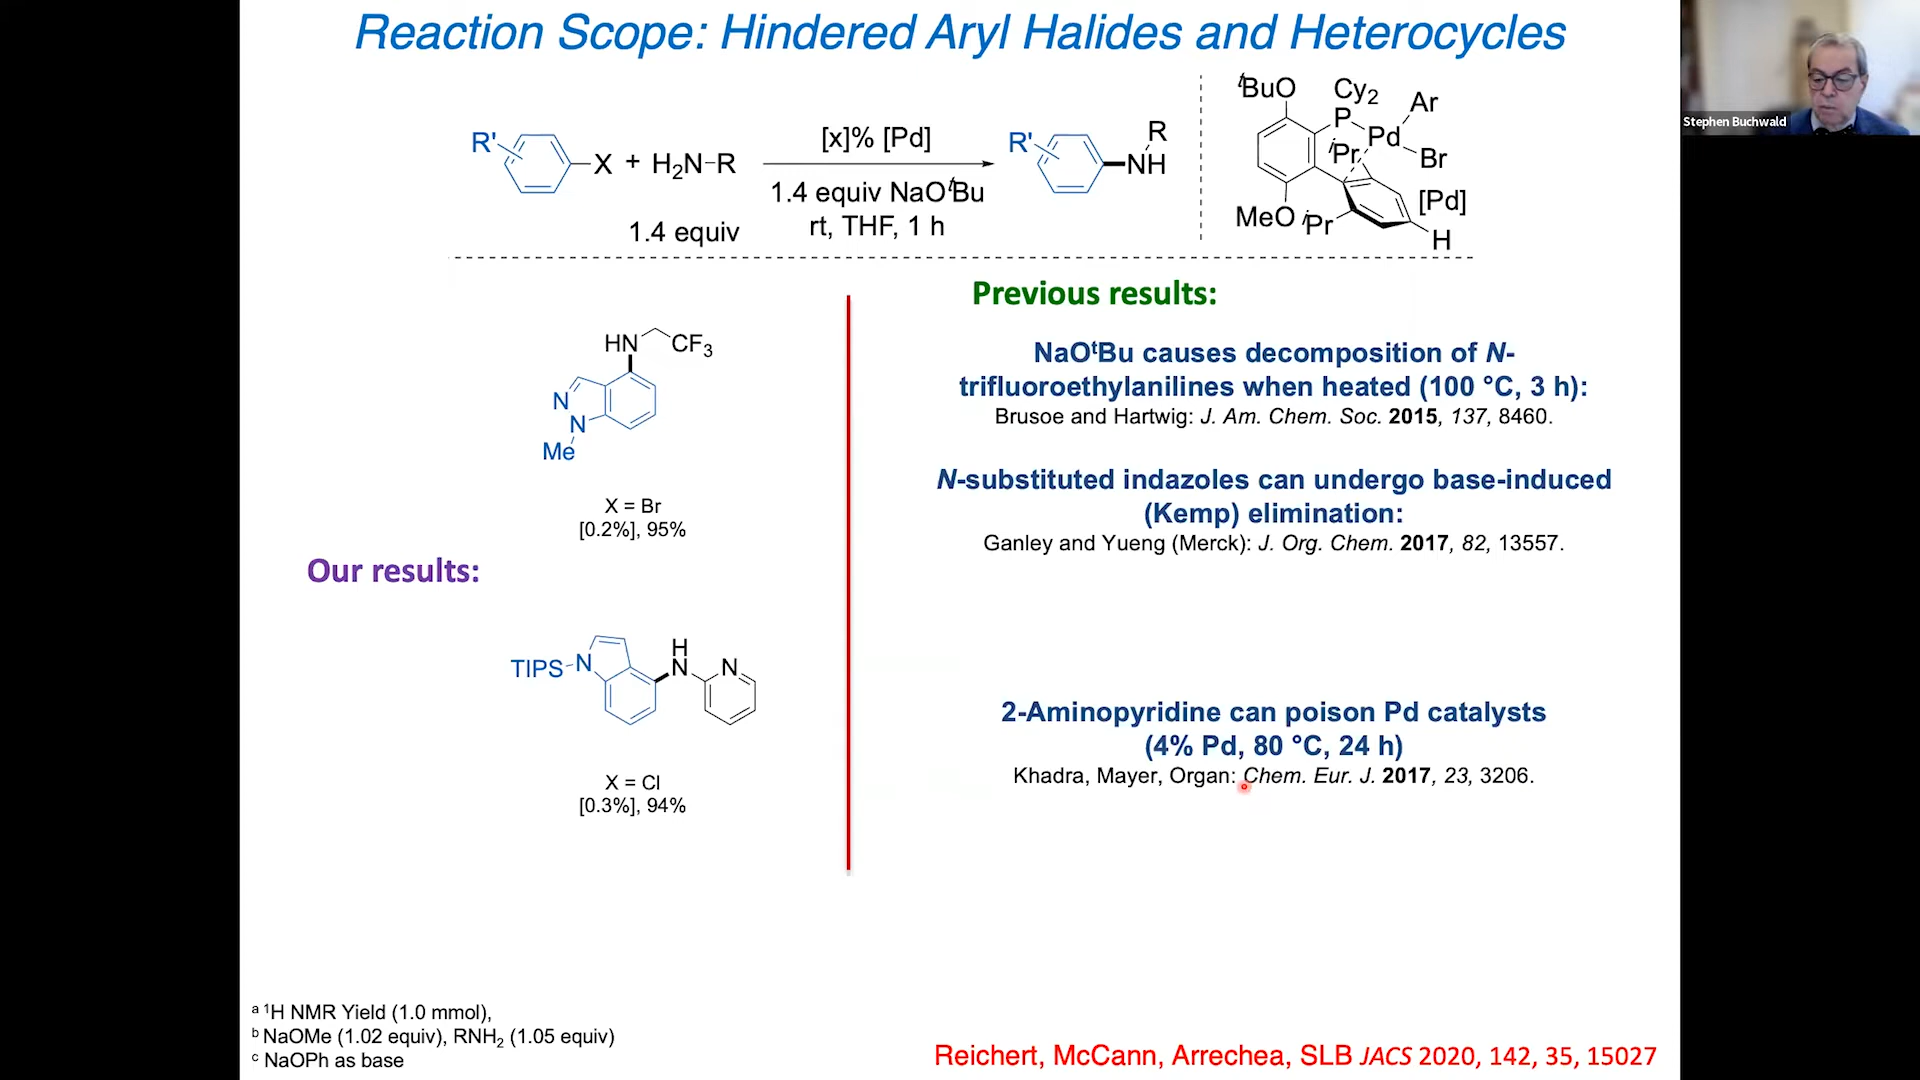 Reaction Scope: Hindered Aryl Halides and Heterocycles
R' X + H₂N-R
1.4 equiv
[x]% [Pd]
1.4 equiv NaOᵗBu
rt, THF, 1 h
R' NH R
ᵗBuO Cy2 Ar
P Pd
ⁱPr Br
MeO ⁱPr [Pd]
H
Stephen Buchwald
Our results:
HN CF₃
N
N
Me
X = Br
[0.2%], 95%
TIPS N H N N
X = Cl
[0.3%], 94%
Previous results:
NaOᵗBu causes decomposition of N-
trifluoroethylanilines when heated (100 °C, 3 h):
Brusoe and Hartwig: J. Am. Chem. Soc. 2015, 137, 8460.
N-substituted indazoles can undergo base-induced
(Kemp) elimination:
Ganley and Yueng (Merck): J. Org. Chem. 2017, 82, 13557.
2-Aminopyridine can poison Pd catalysts
(4% Pd, 80 °C, 24 h)
Khadra, Mayer, Organ: Chem. Eur. J. 2017, 23, 3206.
ᵃ ¹H NMR Yield (1.0 mmol),
ᵇ NaOMe (1.02 equiv), RNH₂ (1.05 equiv)
ᶜ NaOPh as base
Reichert, McCann, Arrechea, SLB JACS 2020, 142, 35, 15027